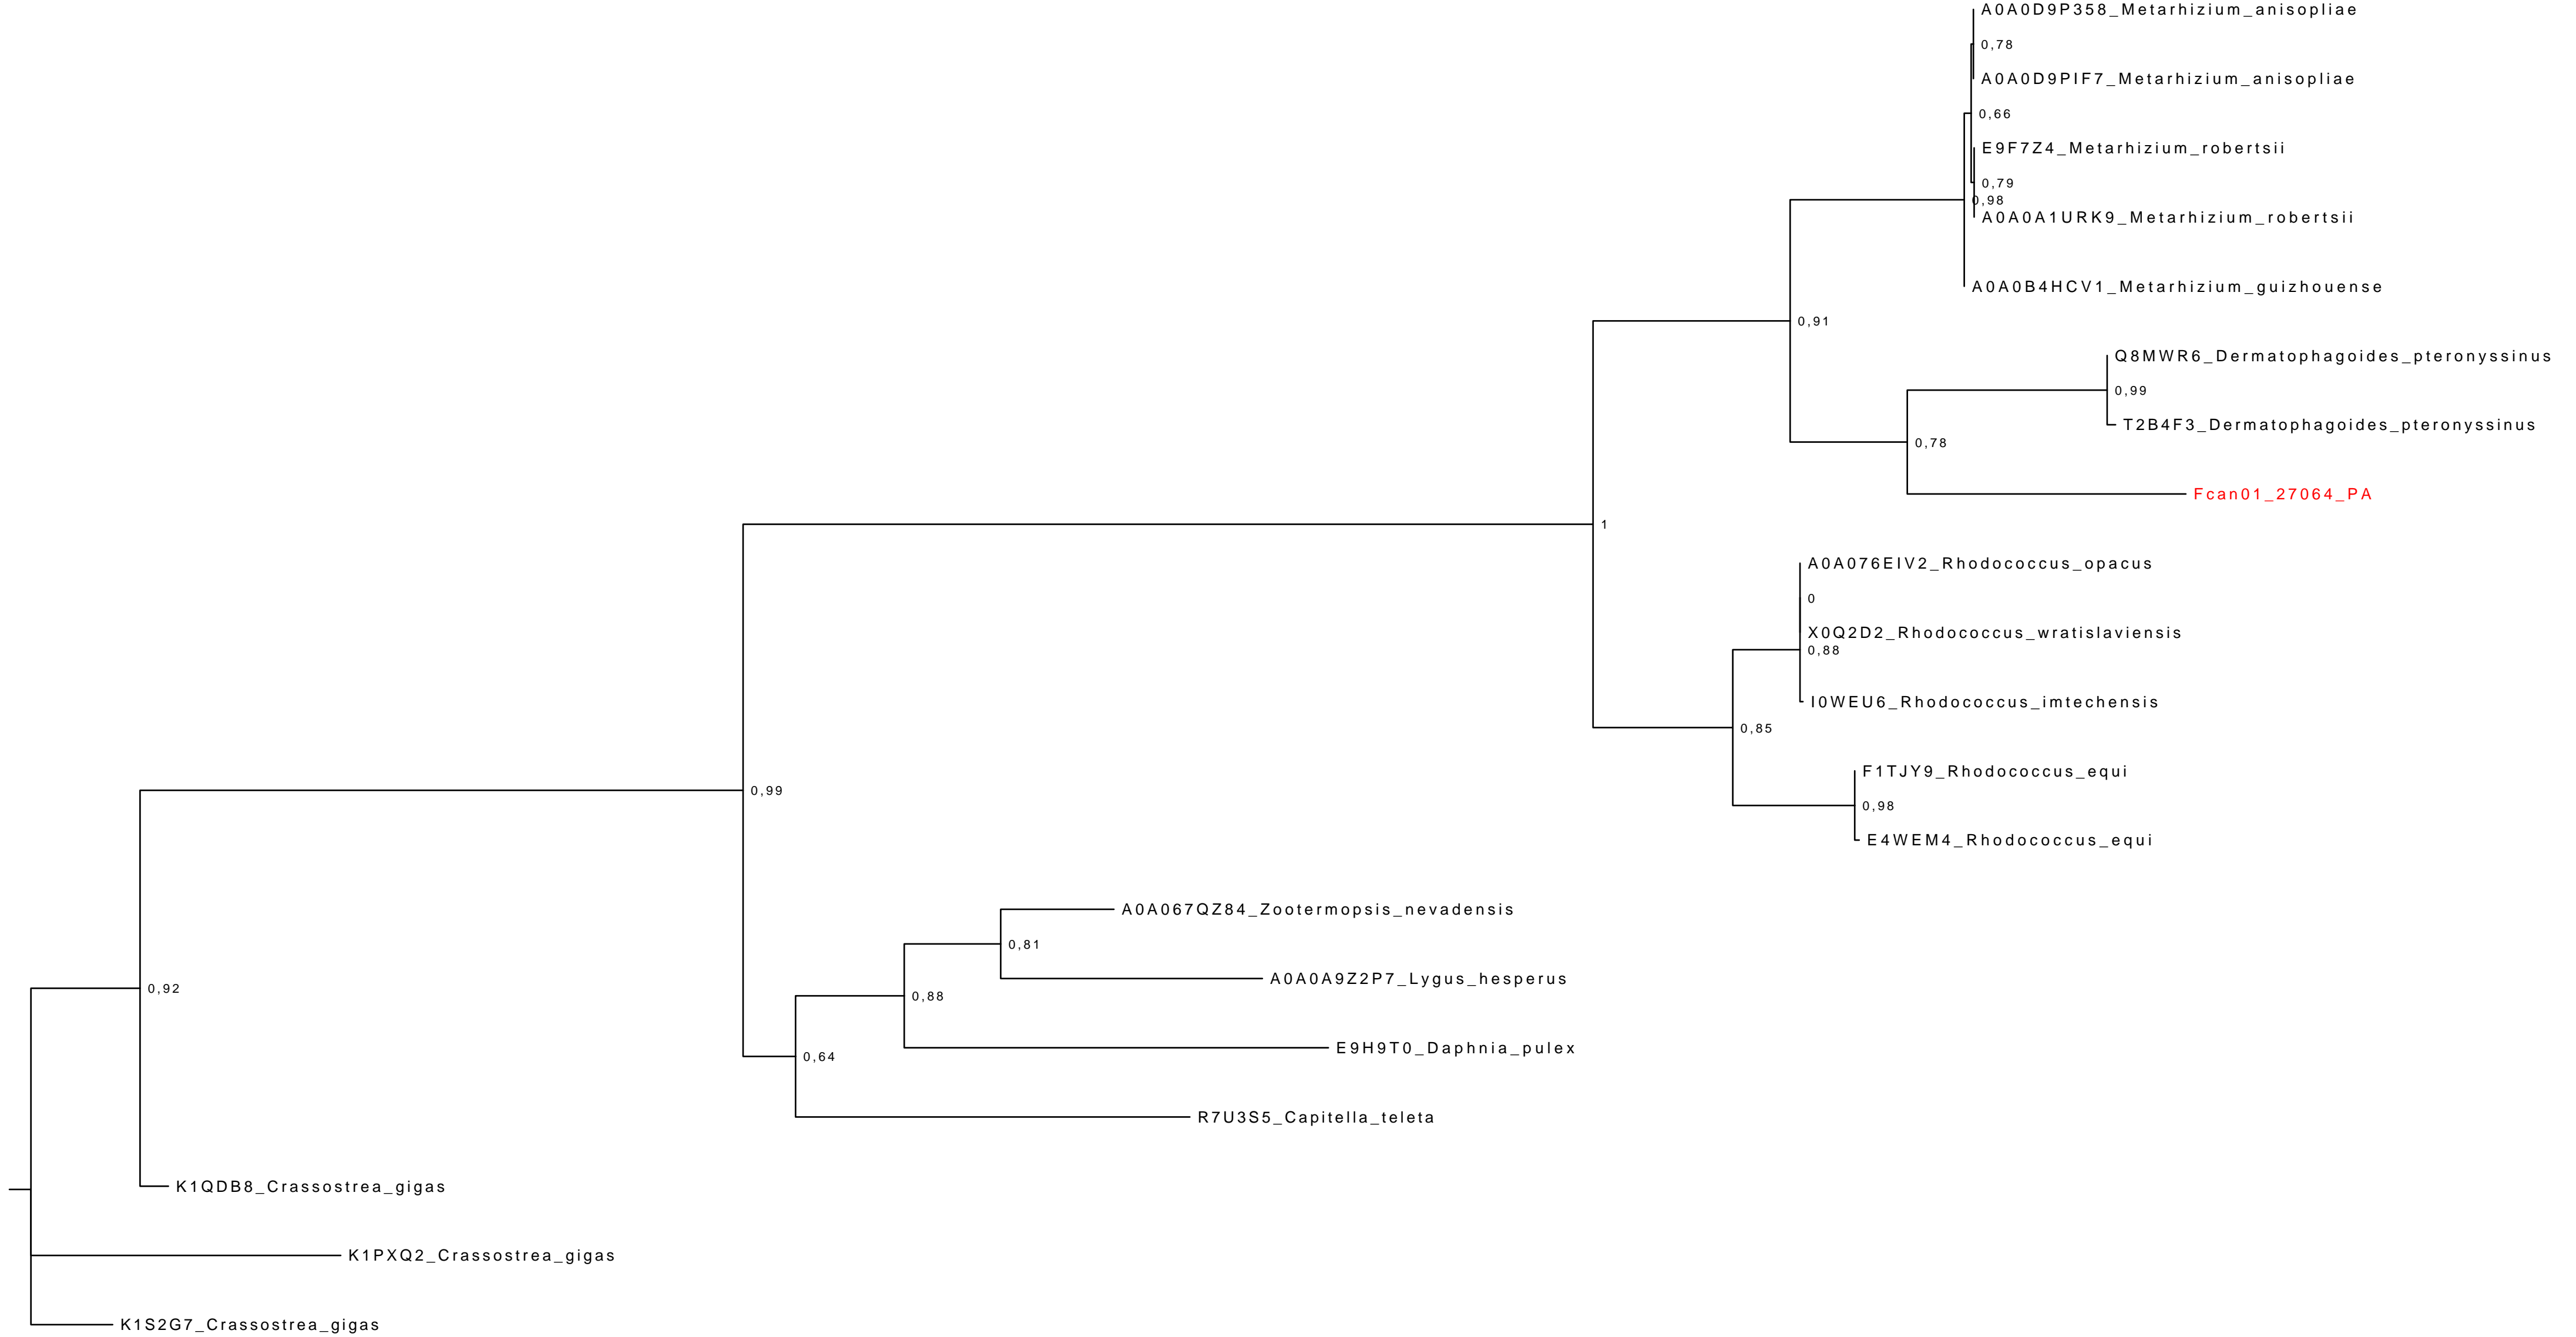 A0A0D9P358_Metarhizium_anisopliae
0,78
A0A0D9PIF7_Metarhizium_anisopliae
0,66
E9F7Z4_Metarhizium_robertsii
0,79
0,98
A0A0A1URK9_Metarhizium_robertsii
A0A0B4HCV1_Metarhizium_guizhouense
0,91
Q8MWR6_Dermatophagoides_pteronyssinus
0,99
T2B4F3_Dermatophagoides_pteronyssinus
0,78
Fcan01_27064_PA
1
A0A076EIV2_Rhodococcus_opacus
0
X0Q2D2_Rhodococcus_wratislaviensis
0,88
I0WEU6_Rhodococcus_imtechensis
0,85
F1TJY9_Rhodococcus_equi
0,99
0,98
E4WEM4_Rhodococcus_equi
A0A067QZ84_Zootermopsis_nevadensis
0,81
A0A0A9Z2P7_Lygus_hesperus
0,92
0,88
E9H9T0_Daphnia_pulex
0,64
R7U3S5_Capitella_teleta
K1QDB8_Crassostrea_gigas
K1PXQ2_Crassostrea_gigas
K1S2G7_Crassostrea_gigas